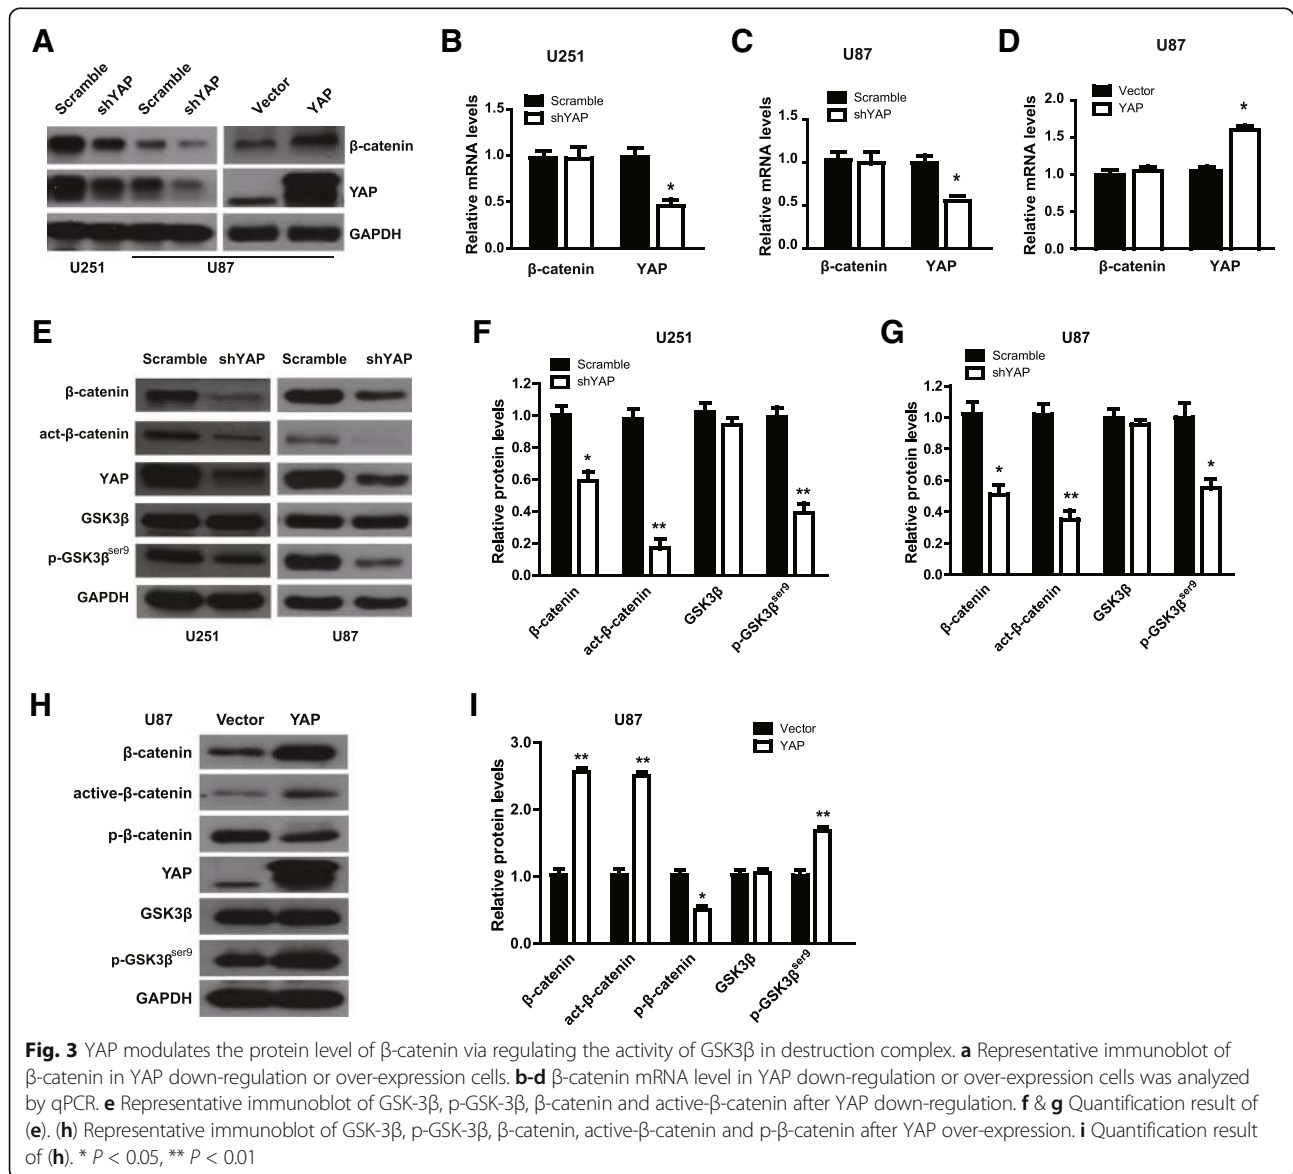 A
Scramble shYAP Scramble shYAP Vector YAP
β-catenin
YAP
GAPDH
U251 U87
B
U251
Scramble
shYAP
Relative mRNA levels
1.5
1.0
0.5
0.0
β-catenin YAP
*
C
U87
Scramble
shYAP
Relative mRNA levels
1.5
1.0
0.5
0.0
β-catenin YAP
*
D
U87
Vector
YAP
Relative mRNA levels
2.0
1.5
1.0
0.5
0.0
β-catenin YAP
*
E
Scramble shYAP Scramble shYAP
β-catenin
act-β-catenin
YAP
GSK3β
p-GSK3βser9
GAPDH
U251 U87
F
U251
Scramble
shYAP
Relative protein levels
1.2
1.0
0.8
0.6
0.4
0.2
0.0
* ** **
β-catenin act-β-catenin GSK3β p-GSK3βser9
G
U87
Scramble
shYAP
Relative protein levels
1.2
1.0
0.8
0.6
0.4
0.2
0.0
* ** *
β-catenin act-β-catenin GSK3β p-GSK3βser9
H
U87 Vector YAP
β-catenin
active-β-catenin
p-β-catenin
YAP
GSK3β
p-GSK3βser9
GAPDH
I
U87
Vector
YAP
Relative protein levels
3.0
2.0
1.0
0.0
** ** * **
β-catenin act-β-catenin p-β-catenin GSK3β p-GSK3βser9
Fig. 3 YAP modulates the protein level of β-catenin via regulating the activity of GSK3β in destruction complex. a Representative immunoblot of
β-catenin in YAP down-regulation or over-expression cells. b-d β-catenin mRNA level in YAP down-regulation or over-expression cells was analyzed
by qPCR. e Representative immunoblot of GSK-3β, p-GSK-3β, β-catenin and active-β-catenin after YAP down-regulation. f & g Quantification result of
(e). (h) Representative immunoblot of GSK-3β, p-GSK-3β, β-catenin, active-β-catenin and p-β-catenin after YAP over-expression. i Quantification result
of (h). * P < 0.05, ** P < 0.01